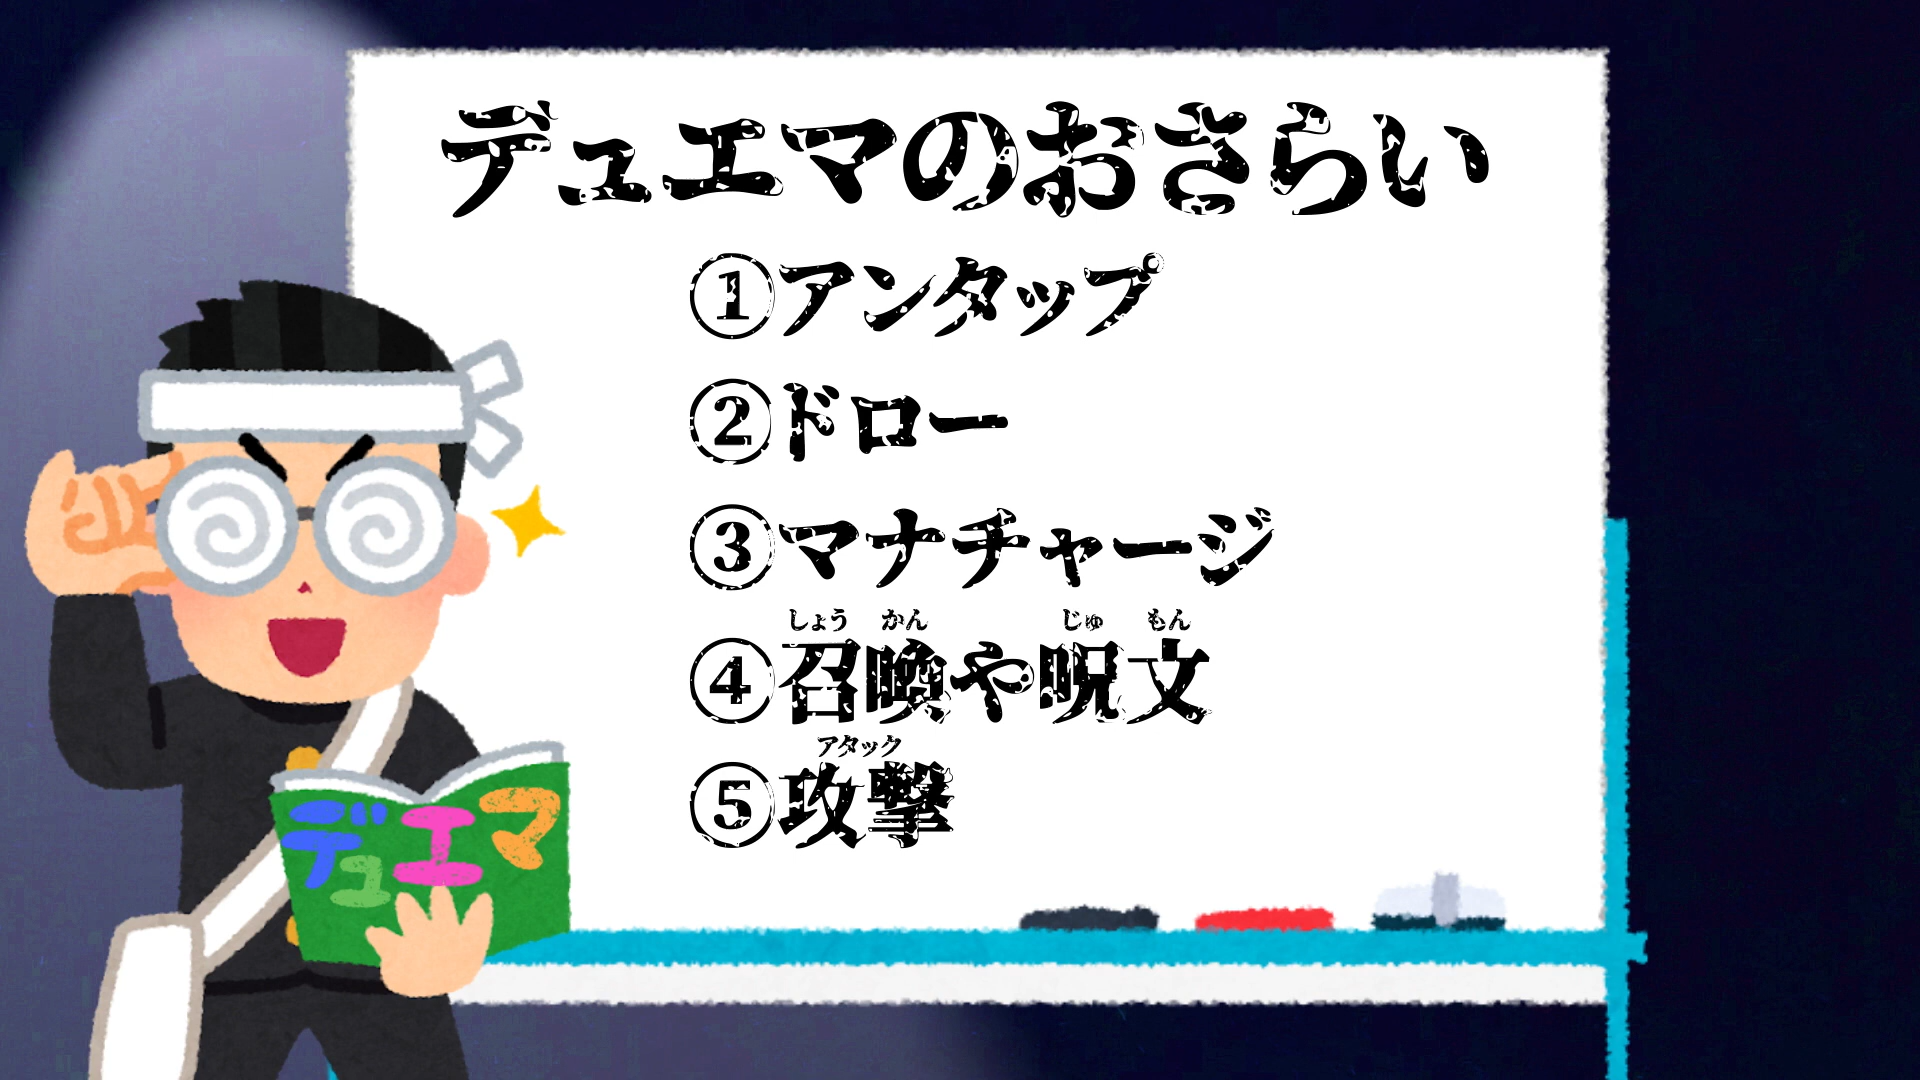 デュエマのおさらい
①アンタップ
②ドロー
③マナチャージ
しょう かん じゅ もん
④召喚や呪文
アタック
⑤攻撃
デュエマ